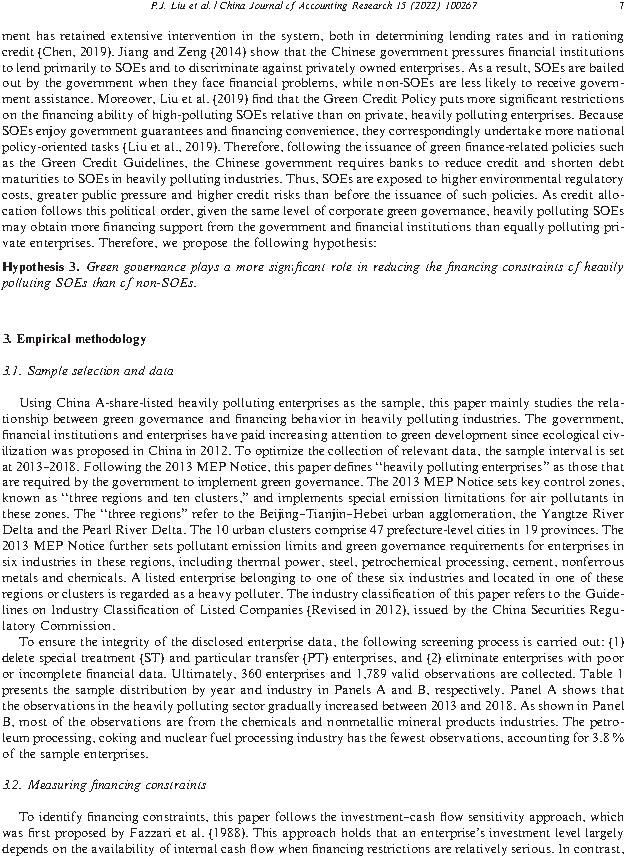 P.J. Liu et al. / China Journal of Accounting Research 15 (2022) 100267
7
ment has retained extensive intervention in the system, both in determining lending rates and in rationing
credit (Chen, 2019). Jiang and Zeng (2014) show that the Chinese government pressures financial institutions
to lend primarily to SOEs and to discriminate against privately owned enterprises. As a result, SOEs are bailed
out by the government when they face financial problems, while non-SOEs are less likely to receive govern-
ment assistance. Moreover, Liu et al. (2019) find that the Green Credit Policy puts more significant restrictions
on the financing ability of high-polluting SOEs relative than on private, heavily polluting enterprises. Because
SOEs enjoy government guarantees and financing convenience, they correspondingly undertake more national
policy-oriented tasks (Liu et al., 2019). Therefore, following the issuance of green finance-related policies such
as the Green Credit Guidelines, the Chinese government requires banks to reduce credit and shorten debt
maturities to SOEs in heavily polluting industries. Thus, SOEs are exposed to higher environmental regulatory
costs, greater public pressure and higher credit risks than before the issuance of such policies. As credit allo-
cation follows this political order, given the same level of corporate green governance, heavily polluting SOEs
may obtain more financing support from the government and financial institutions than equally polluting pri-
vate enterprises. Therefore, we propose the following hypothesis:
Hypothesis 3. Green governance plays a more significant role in reducing the financing constraints of heavily
polluting SOEs than of non-SOEs.
3. Empirical methodology
3.1. Sample selection and data
Using China A-share-listed heavily polluting enterprises as the sample, this paper mainly studies the rela-
tionship between green governance and financing behavior in heavily polluting industries. The government,
financial institutions and enterprises have paid increasing attention to green development since ecological civ-
ilization was proposed in China in 2012. To optimize the collection of relevant data, the sample interval is set
at 2013–2018. Following the 2013 MEP Notice, this paper defines "heavily polluting enterprises" as those that
are required by the government to implement green governance. The 2013 MEP Notice sets key control zones,
known as "three regions and ten clusters," and implements special emission limitations for air pollutants in
these zones. The "three regions" refer to the Beijing–Tianjin–Hebei urban agglomeration, the Yangtze River
Delta and the Pearl River Delta. The 10 urban clusters comprise 47 prefecture-level cities in 19 provinces. The
2013 MEP Notice further sets pollutant emission limits and green governance requirements for enterprises in
six industries in these regions, including thermal power, steel, petrochemical processing, cement, nonferrous
metals and chemicals. A listed enterprise belonging to one of these six industries and located in one of these
regions or clusters is regarded as a heavy polluter. The industry classification of this paper refers to the Guide-
lines on Industry Classification of Listed Companies (Revised in 2012), issued by the China Securities Regu-
latory Commission.
To ensure the integrity of the disclosed enterprise data, the following screening process is carried out: (1)
delete special treatment (ST) and particular transfer (PT) enterprises, and (2) eliminate enterprises with poor
or incomplete financial data. Ultimately, 360 enterprises and 1,789 valid observations are collected. Table 1
presents the sample distribution by year and industry in Panels A and B, respectively. Panel A shows that
the observations in the heavily polluting sector gradually increased between 2013 and 2018. As shown in Panel
B, most of the observations are from the chemicals and nonmetallic mineral products industries. The petro-
leum processing, coking and nuclear fuel processing industry has the fewest observations, accounting for 3.8 %
of the sample enterprises.
3.2. Measuring financing constraints
To identify financing constraints, this paper follows the investment–cash flow sensitivity approach, which
was first proposed by Fazzari et al. (1988). This approach holds that an enterprise's investment level largely
depends on the availability of internal cash flow when financing restrictions are relatively serious. In contrast,